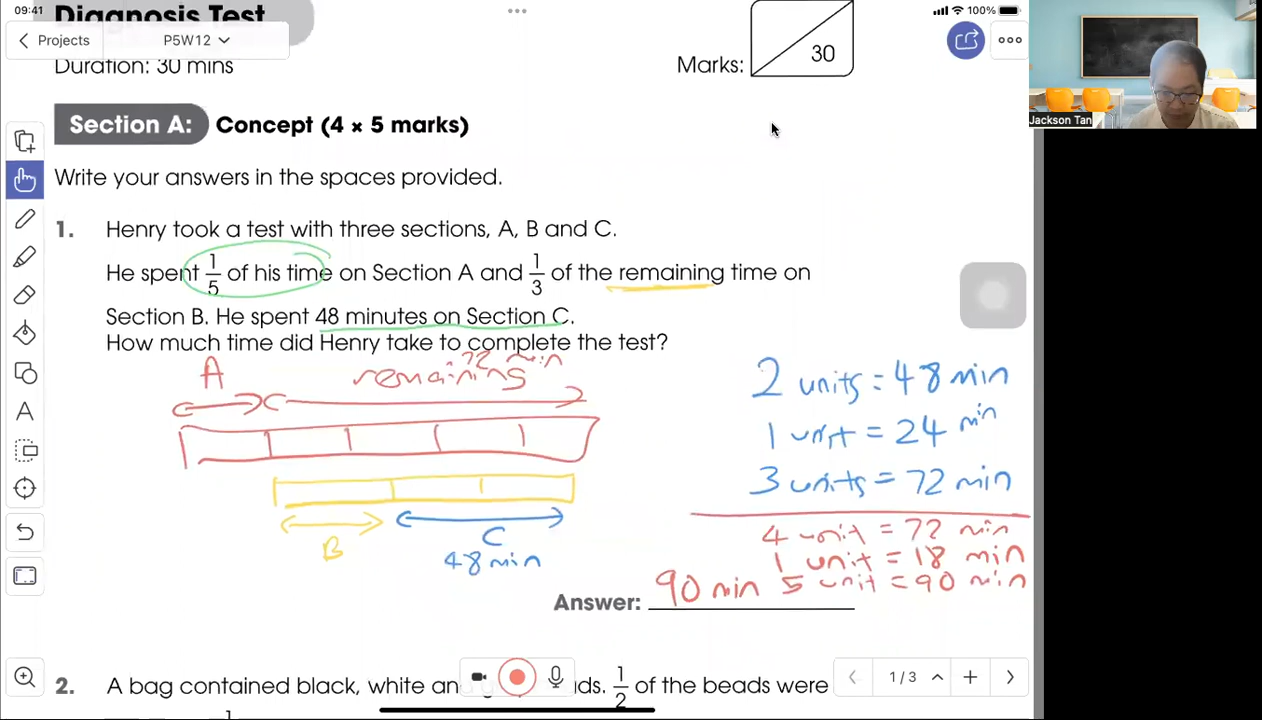 09:41
100%
Diagnosis Test
Projects
P5W12
Duration: 30 mins
Marks:
30
Jackson Tan
Section A: Concept (4 × 5 marks)
Write your answers in the spaces provided.
1. Henry took a test with three sections, A, B and C.
He spent 1/5 of his time on Section A and 1/3 of the remaining time on
Section B. He spent 48 minutes on Section C.
How much time did Henry take to complete the test?
A
72 min
remaining
2 units = 48 min
1 unit = 24 min
3 units = 72 min
B
C
48 min
4 unit = 72 min
1 unit = 18 min
5 unit = 90 min
Answer: 90 min
A
1 / 3
2. A bag contained black, white an ds. 1/2 of the beads were